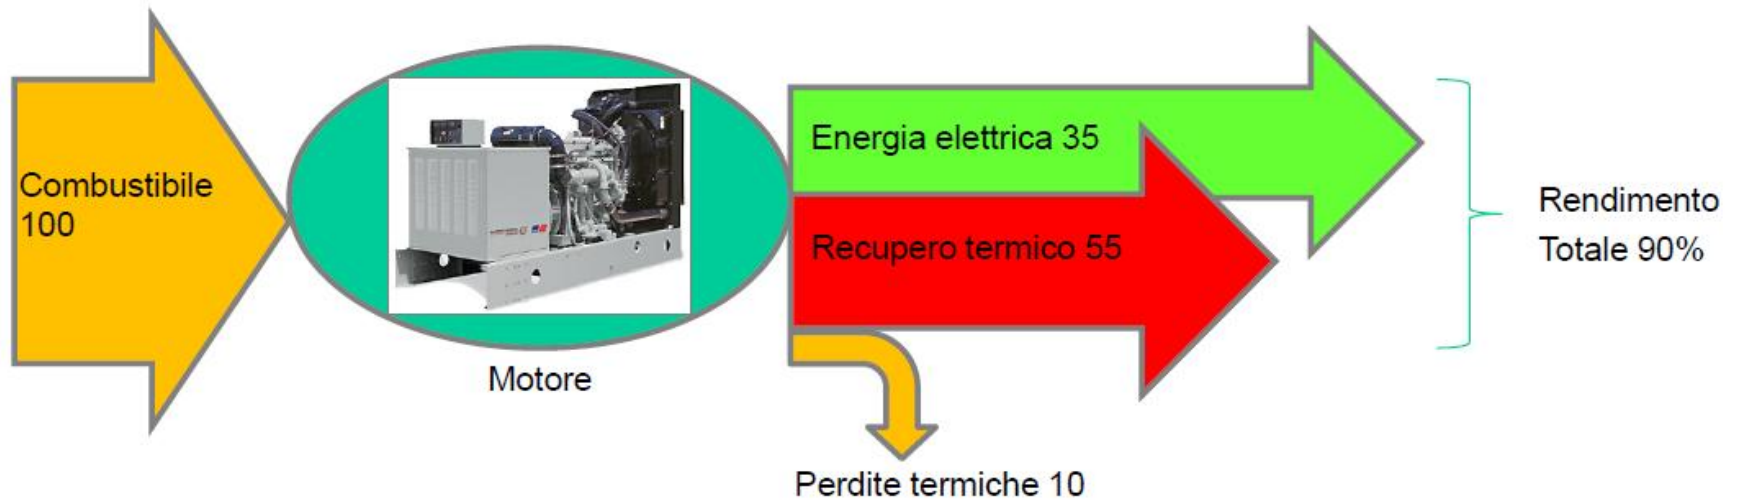 Combustibile
100
Motore
Energia elettrica 35
Recupero termico 55
Perdite termiche 10
Rendimento
Totale 90%